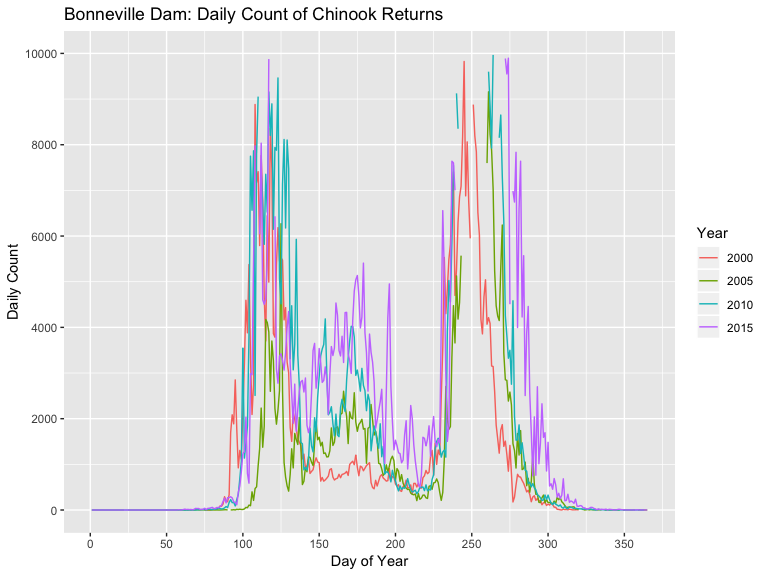 Bonneville Dam: Daily Count of Chinook Returns
10000
8000
6000
4000
2000
0
Daily Count
0 50 100 150 200 250 300 350
Day of Year
Year
2000
2005
2010
2015